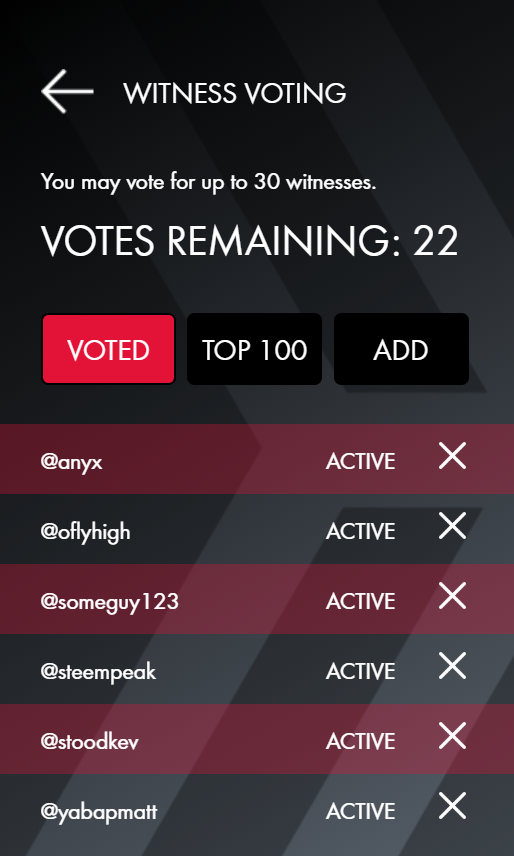 WITNESS VOTING
You may vote for up to 30 witnesses.
VOTES REMAINING: 22
VOTED TOP 100 ADD
@anyx ACTIVE
@oflyhigh ACTIVE
@someguy123 ACTIVE
@steempeak ACTIVE
@stoodkev ACTIVE
@yabapmatt ACTIVE